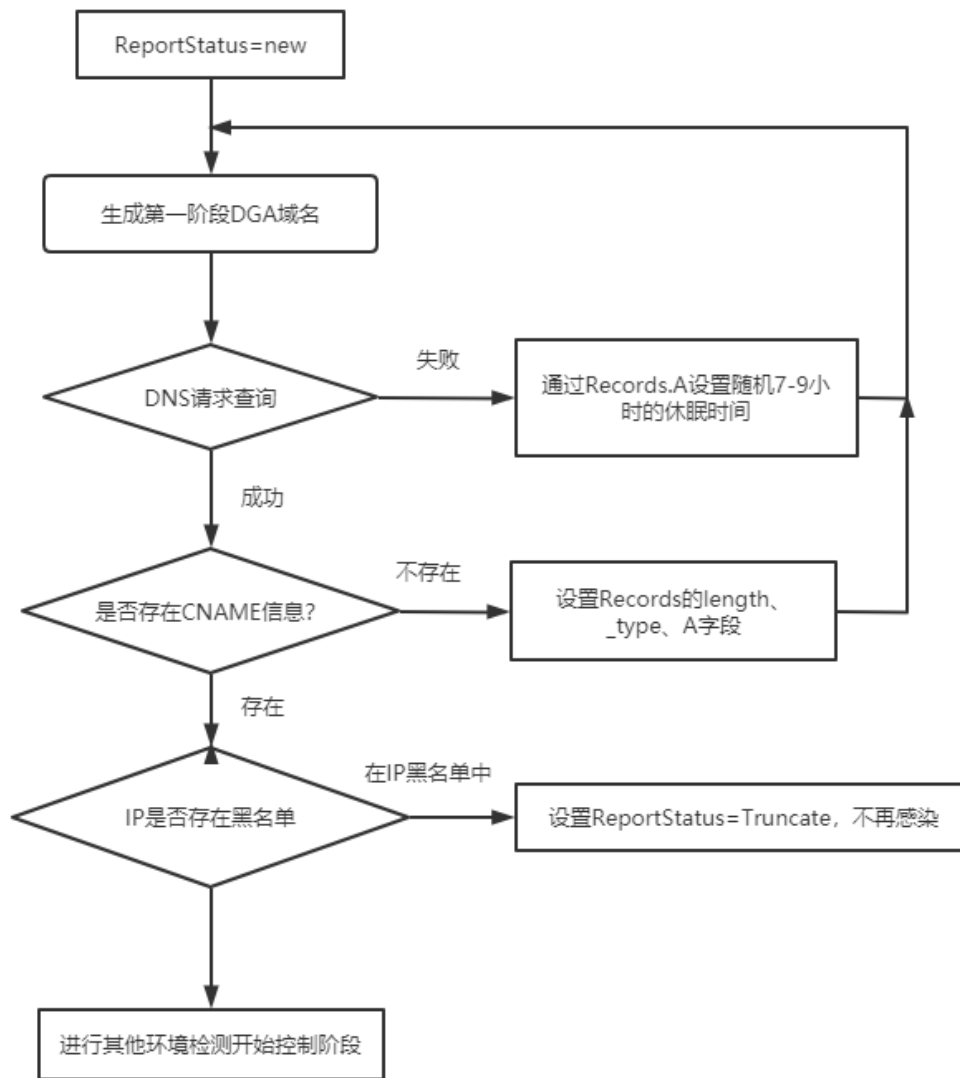 ReportStatus=new
生成第一阶段DGA域名
DNS请求查询
失败
通过Records.A设置随机7-9小
时的休眠时间
成功
是否存在CNAME信息?
不存在
设置Records的length、
_type、A字段
存在
IP是否存在黑名单
在IP黑名单中
设置ReportStatus=Truncate，不再感染
进行其他环境检测开始控制阶段